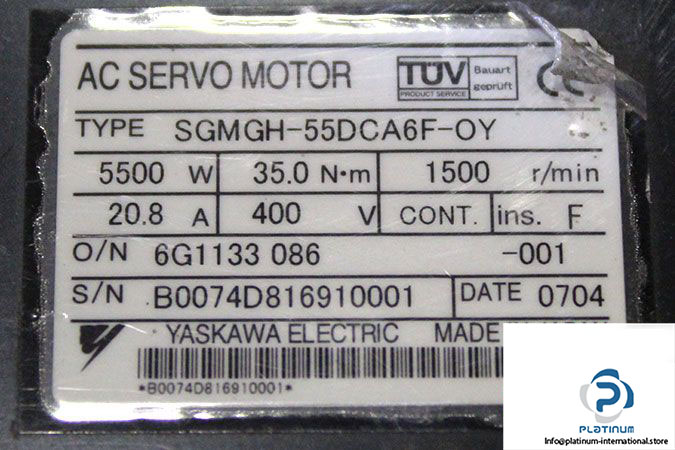 AC SERVO MOTOR
TÜV
PRODUCT SERVICE
Bauart
geprüft
CE
TYPE SGMGH-55DCA6F-OY
5500 W 35.0 N·m 1500 r/min
20.8 A 400 V CONT. ins. F
O/N 6G1133 086 -001
S/N B0074D816910001 DATE 0704
YASKAWA ELECTRIC MADE
*B0074D816910001*
PLATINUM
Info@platinum-international.store